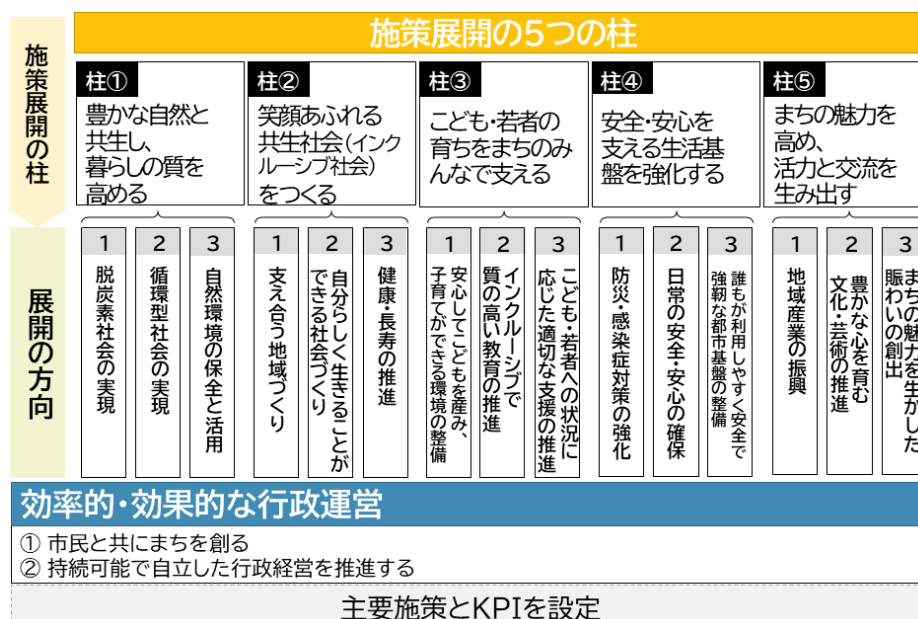 施策展開の5つの柱
施策展開の柱
柱①
豊かな自然と
共生し、
暮らしの質を
高める
柱②
笑顔あふれる
共生社会(インク
ルーシブ社会)
をつくる
柱③
こども・若者の
育ちをまちのみ
んなで支える
柱④
安全・安心を
支える生活基
盤を強化する
柱⑤
まちの魅力を
高め、
活力と交流を
生み出す
展開の方向
1
脱炭素社会の実現
2
循環型社会の実現
3
自然環境の保全と活用
1
支え合う地域づくり
2
自分らしく生きることが
できる社会づくり
3
健康・長寿の推進
1
安心してこどもを産み、
子育てができる環境の整備
2
インクルーシブで
質の高い教育の推進
3
こども・若者への状況に
応じた適切な支援の推進
1
防災・感染症対策の強化
2
日常の安全・安心の確保
3
誰もが利用しやすく安全で
強靭な都市基盤の整備
1
地域産業の振興
2
豊かな心を育む
文化・芸術の推進
3
まちの魅力を生かした
賑わいの創出
効率的・効果的な行政運営
① 市民と共にまちを創る
② 持続可能で自立した行政経営を推進する
主要施策とKPIを設定